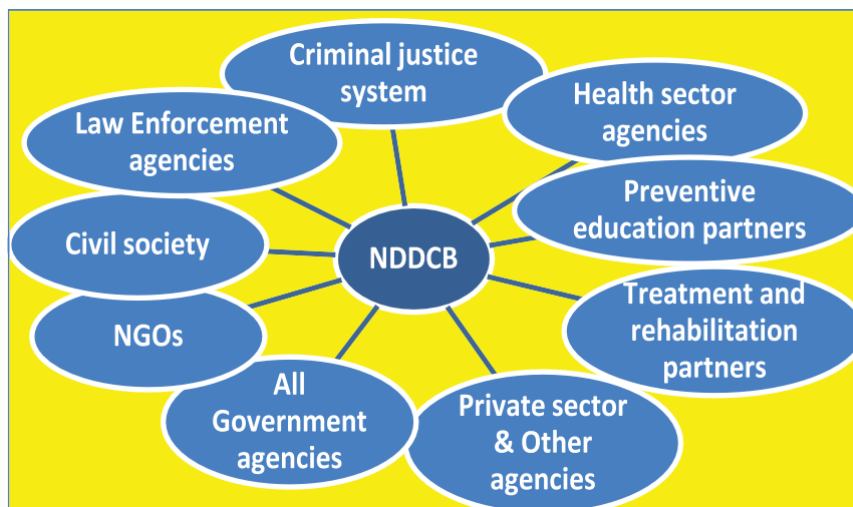 Criminal justice
system
Health sector
agencies
Law Enforcement
agencies
Preventive
education partners
Civil society
NDDCB
Treatment and
rehabilitation
partners
NGOs
All
Government
agencies
Private sector
& Other
agencies